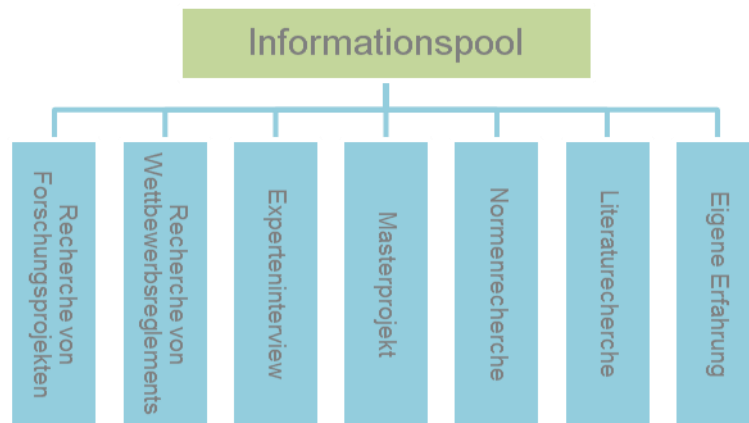 Informationspool
Recherche von
Forschungsprojekten
Recherche von
Wettbewerbsreglements
Experteninterview
Masterprojekt
Normenrecherche
Literaturecherche
Eigene Erfahrung